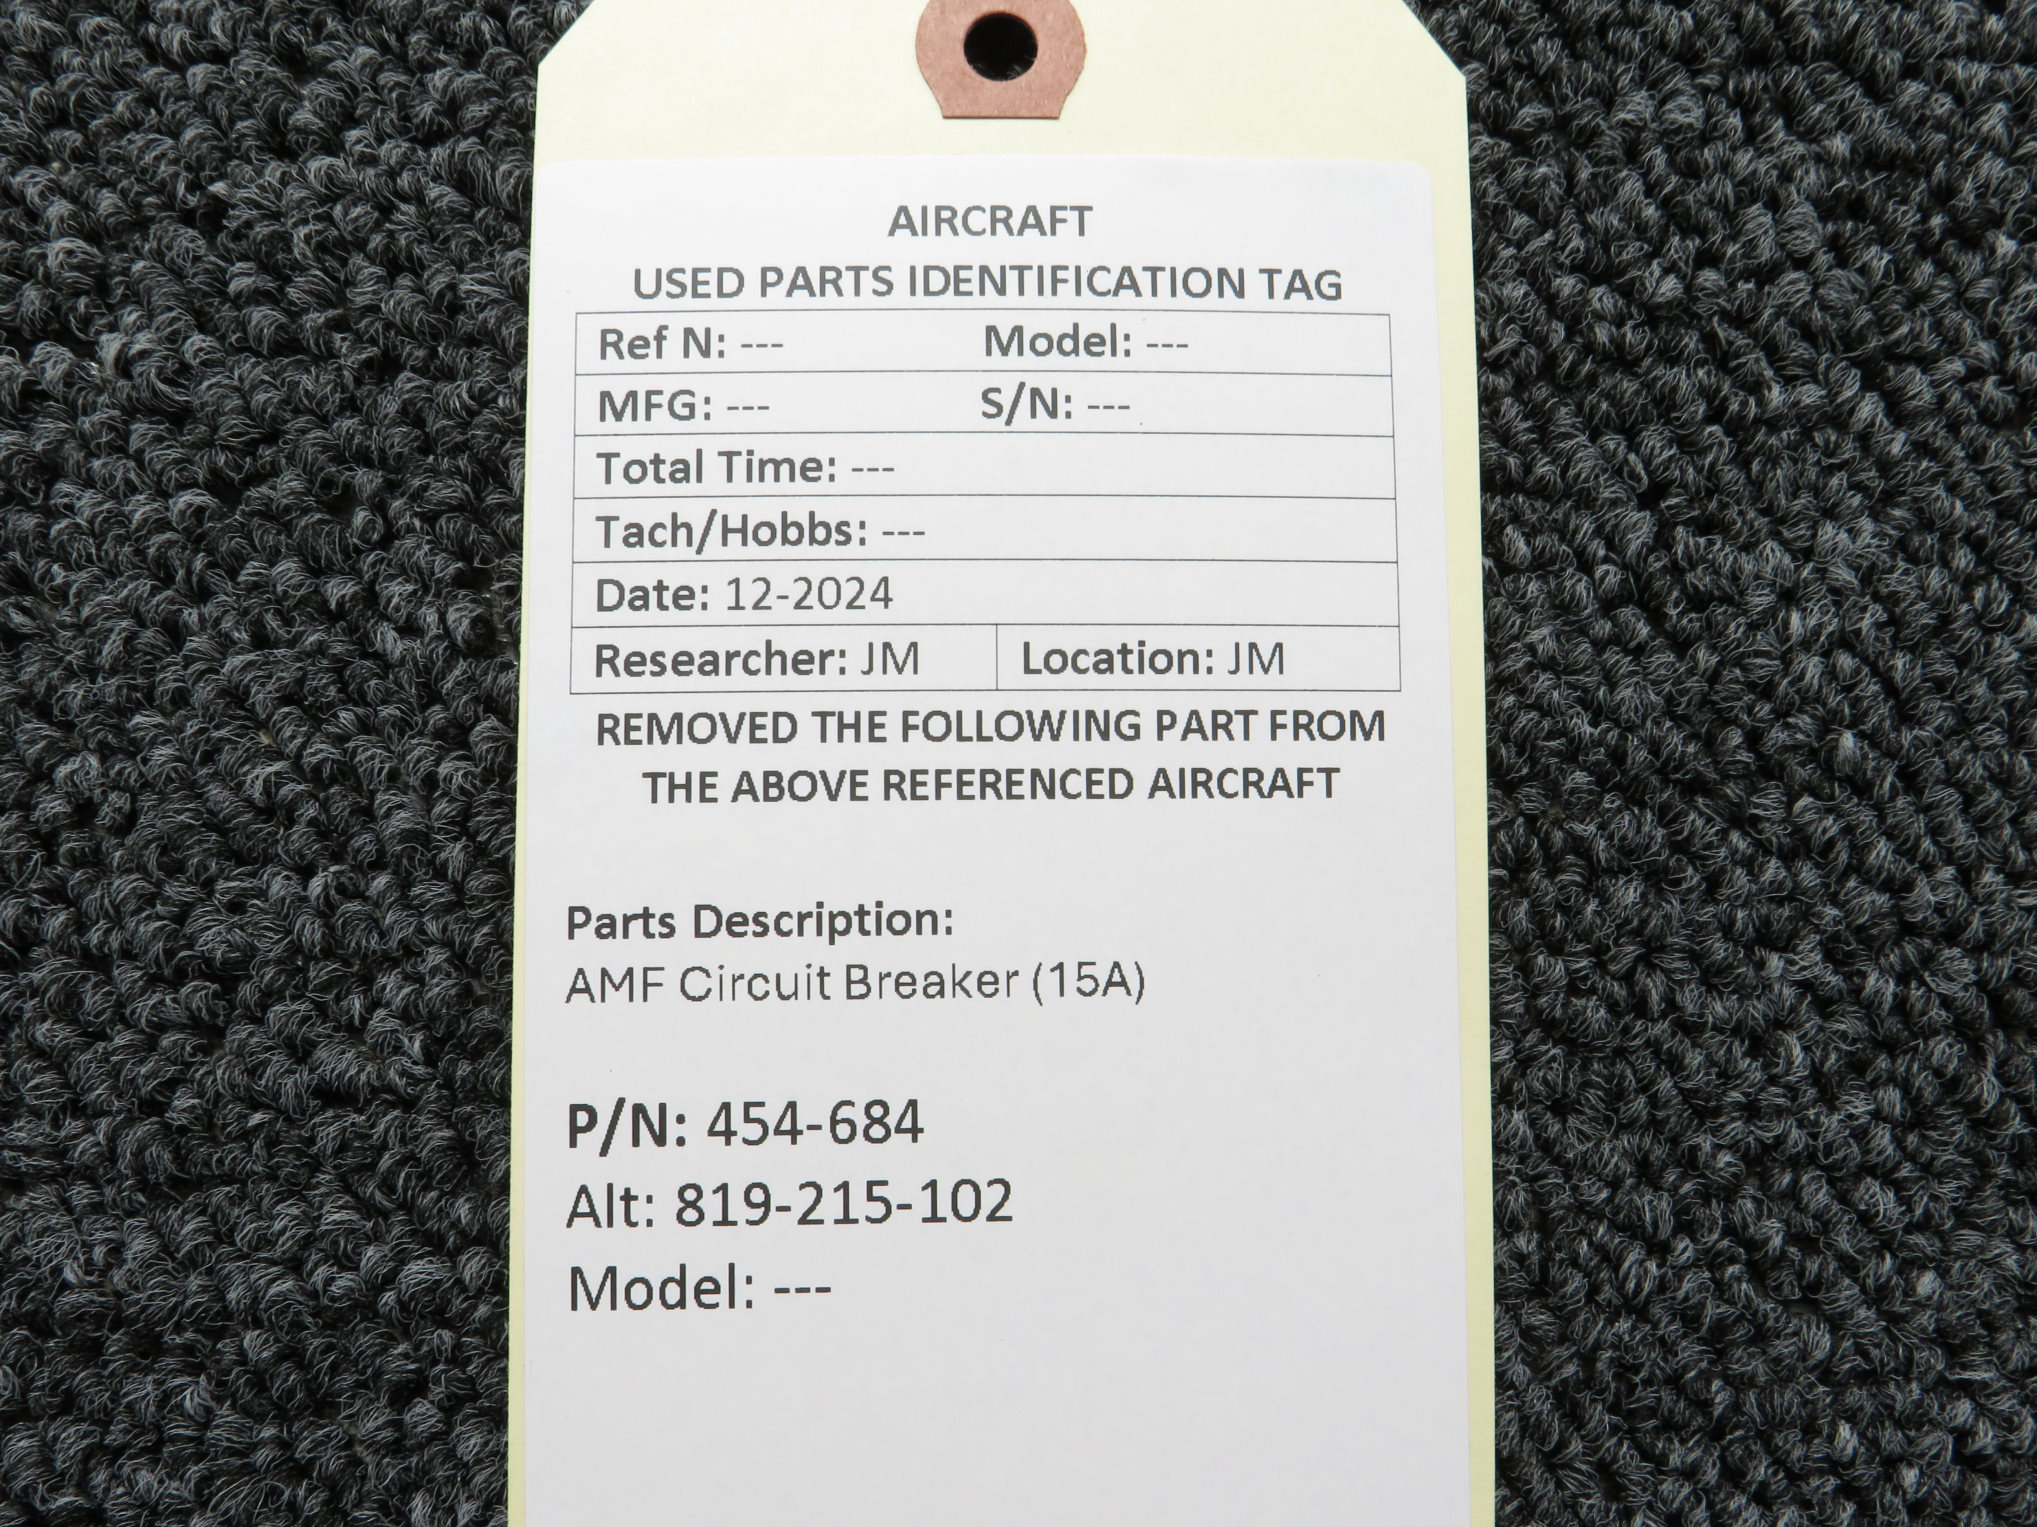 AIRCRAFT
USED PARTS IDENTIFICATION TAG
Ref N: --- Model: ---
MFG: --- S/N: ---
Total Time: ---
Tach/Hobbs: ---
Date: 12-2024
Researcher: JM Location: JM
REMOVED THE FOLLOWING PART FROM
THE ABOVE REFERENCED AIRCRAFT
Parts Description:
AMF Circuit Breaker (15A)
P/N: 454-684
Alt: 819-215-102
Model: ---